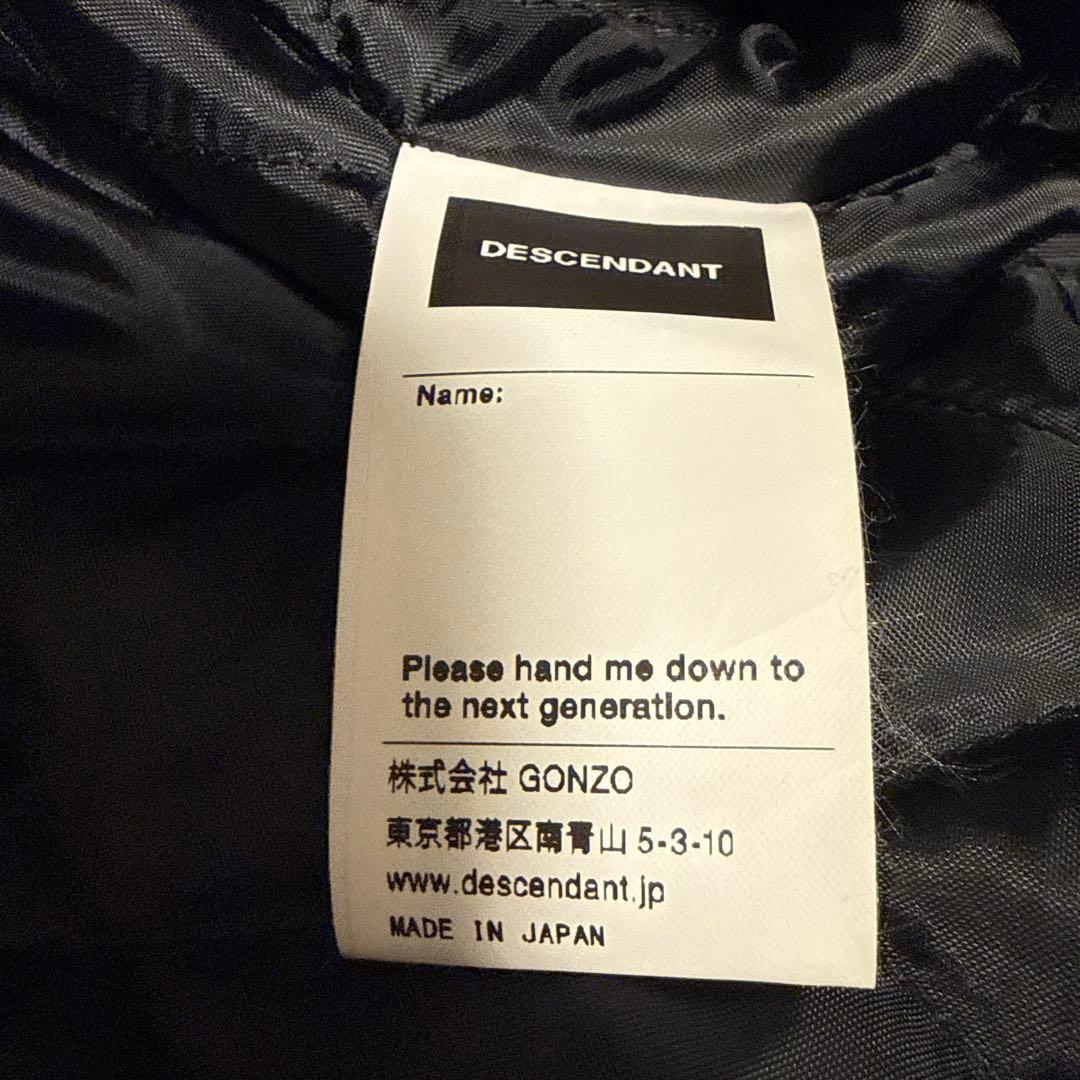 DESCENDANT
Name:
Please hand me down to
the next generation.
株式会社 GONZO
東京都港区南青山 5-3-10
www.descendant.jp
MADE IN JAPAN